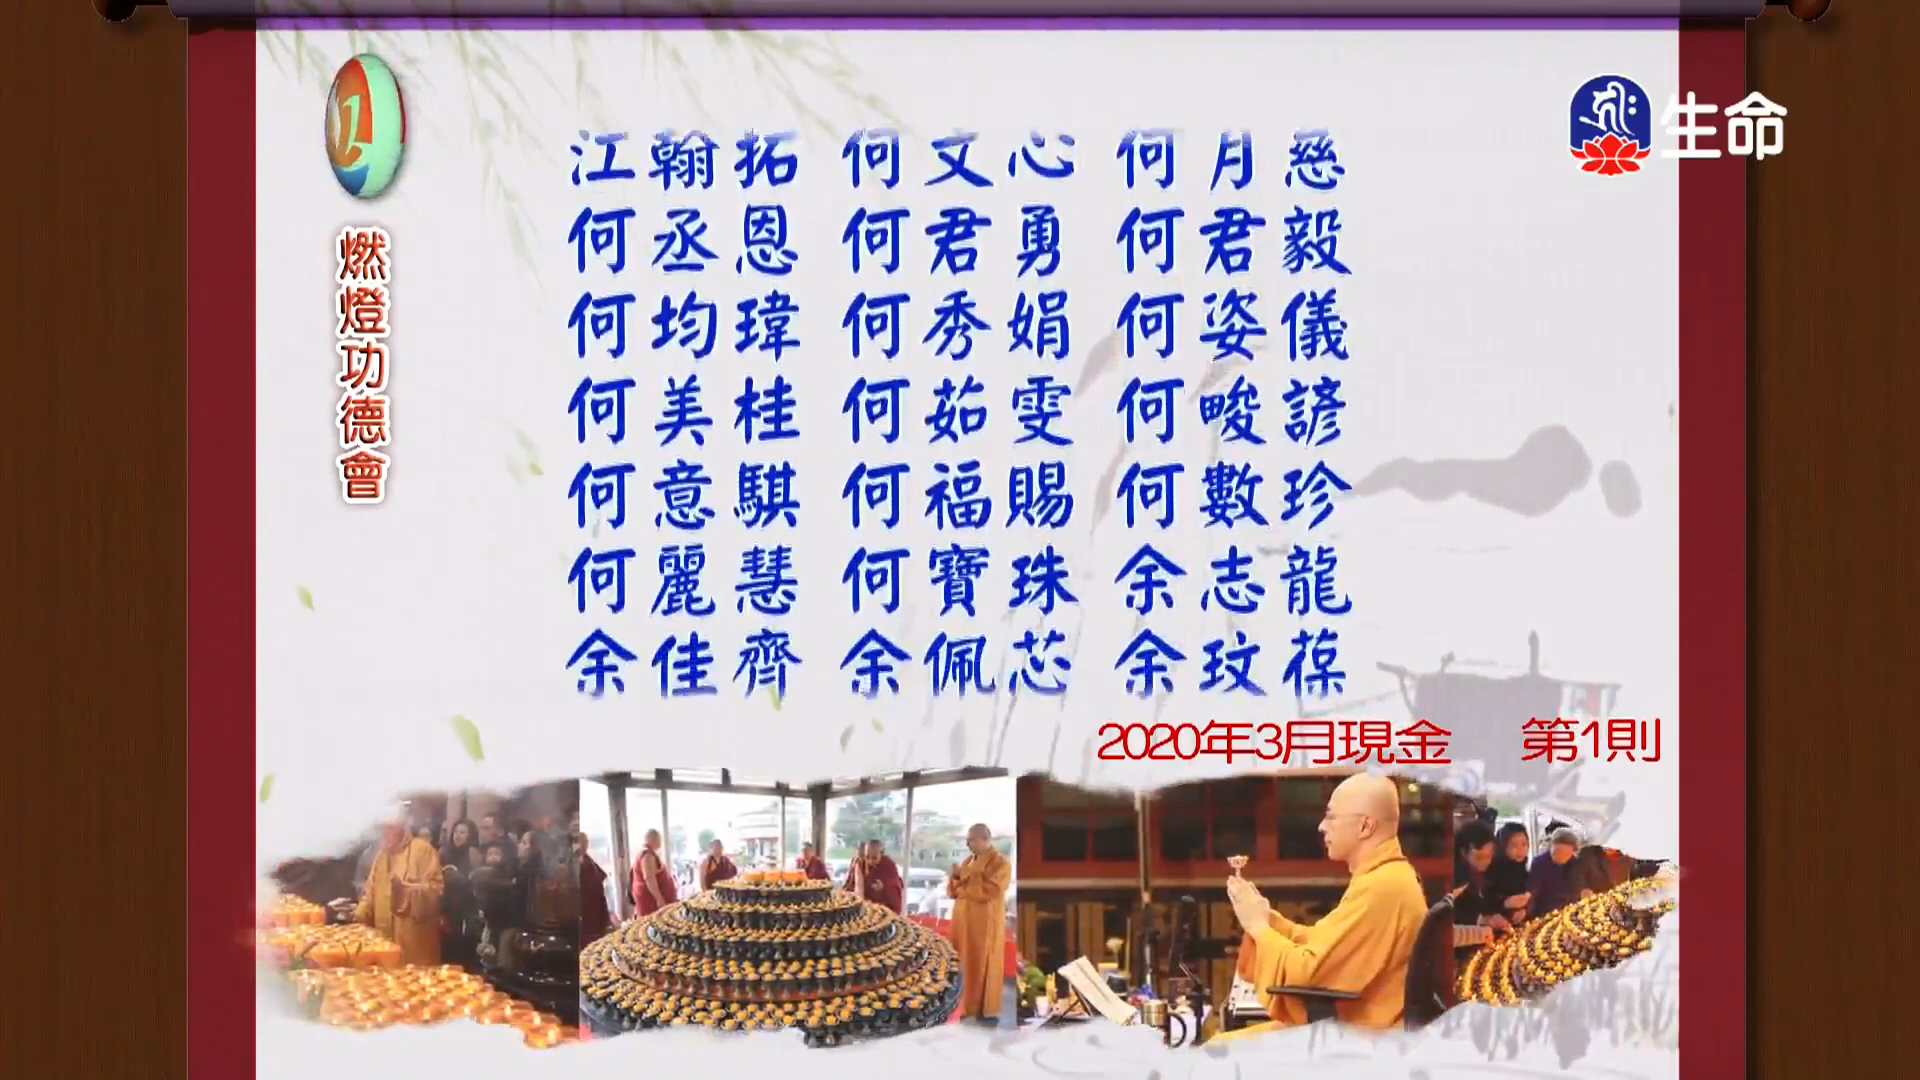 生命
燃燈功德會
江翰拓 何文心 何月慈
何丞恩 何君勇 何君毅
何均瑋 何秀娟 何姿儀
何美桂 何茹雯 何畯諺
何意騏 何福賜 何數珍
何麗慧 何寶珠 余志龍
余佳齊 余佩芯 余玟葆
2020年3月現金 第1則